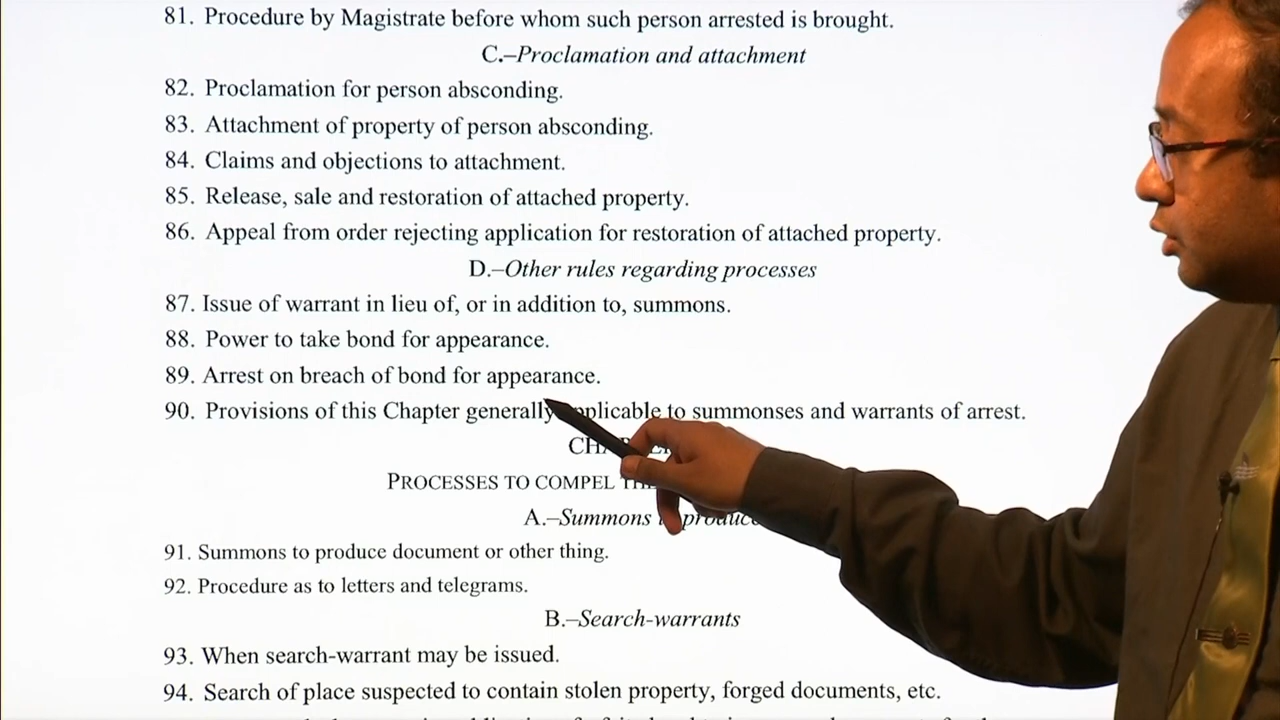 81. Procedure by Magistrate before whom such person arrested is brought.
C.–Proclamation and attachment
82. Proclamation for person absconding.
83. Attachment of property of person absconding.
84. Claims and objections to attachment.
85. Release, sale and restoration of attached property.
86. Appeal from order rejecting application for restoration of attached property.
D.–Other rules regarding processes
87. Issue of warrant in lieu of, or in addition to, summons.
88. Power to take bond for appearance.
89. Arrest on breach of bond for appearance.
90. Provisions of this Chapter generally applicable to summonses and warrants of arrest.
PROCESSES TO COMPEL
A.–Summons
91. Summons to produce document or other thing.
92. Procedure as to letters and telegrams.
B.–Search-warrants
93. When search-warrant may be issued.
94. Search of place suspected to contain stolen property, forged documents, etc.